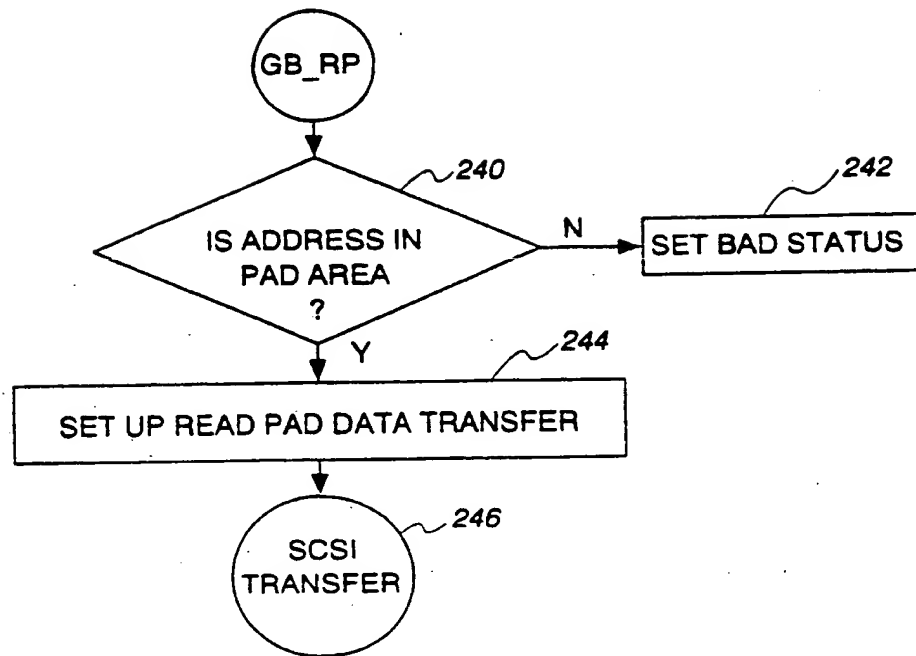 GB_RP
240
IS ADDRESS IN
PAD AREA
?
N
242
SET BAD STATUS
Y
244
SET UP READ PAD DATA TRANSFER
246
SCSI
TRANSFER